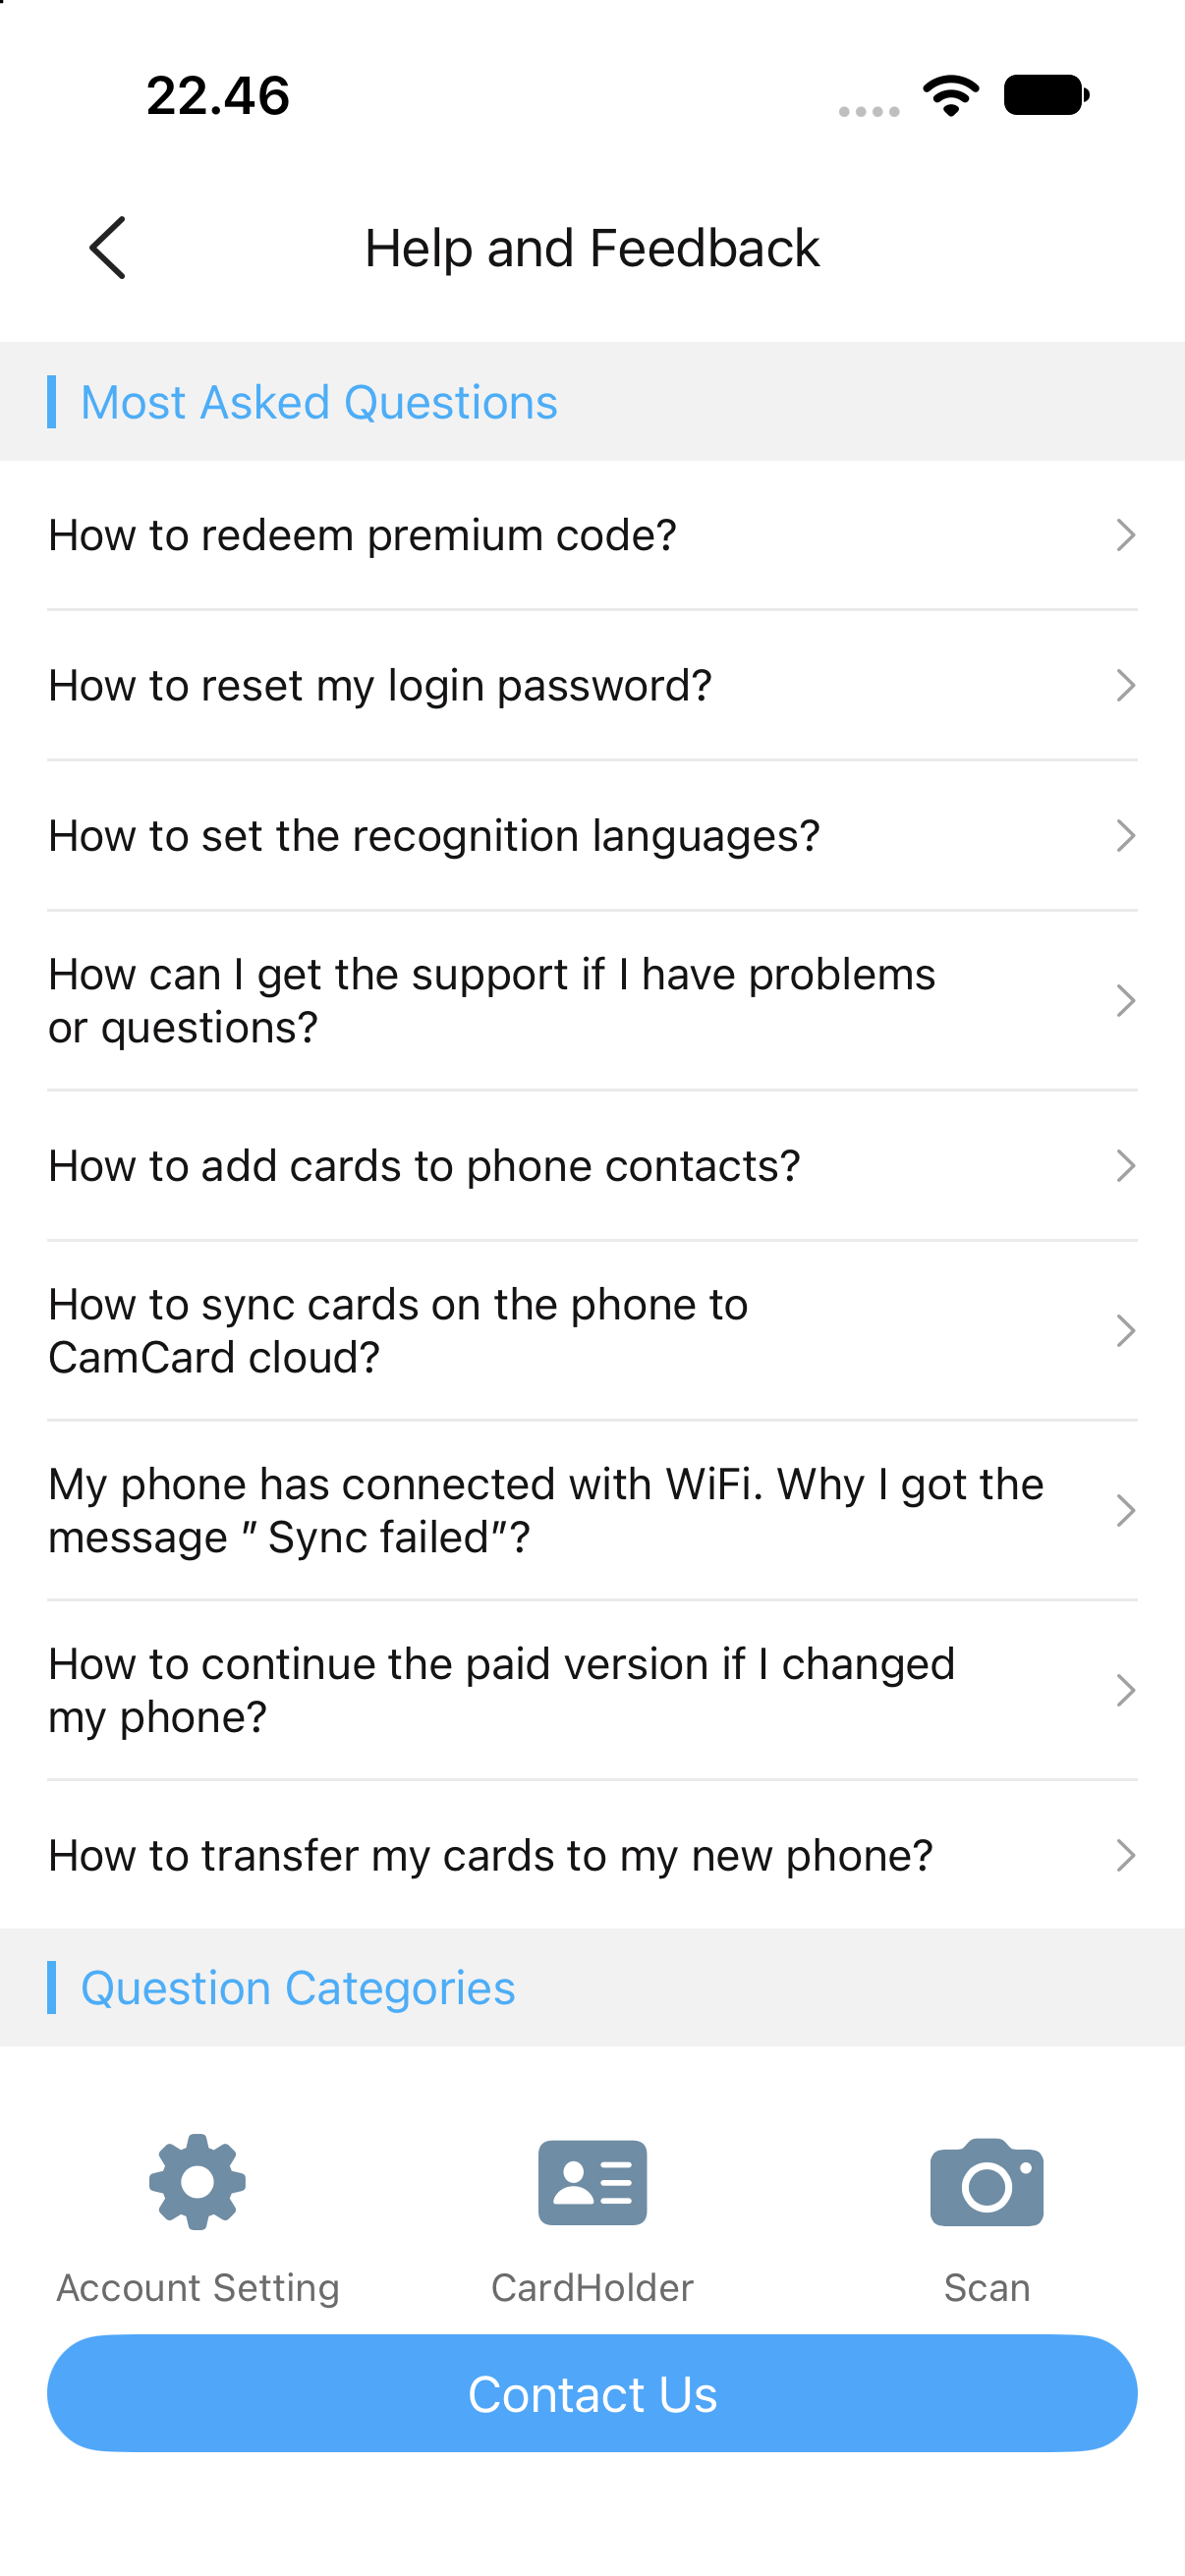 22.46
Help and Feedback
Most Asked Questions
How to redeem premium code?
How to reset my login password?
How to set the recognition languages?
How can I get the support if I have problems
or questions?
How to add cards to phone contacts?
How to sync cards on the phone to
CamCard cloud?
My phone has connected with WiFi. Why I got the
message ” Sync failed”?
How to continue the paid version if I changed
my phone?
How to transfer my cards to my new phone?
Question Categories
Account Setting
CardHolder
Scan
Contact Us